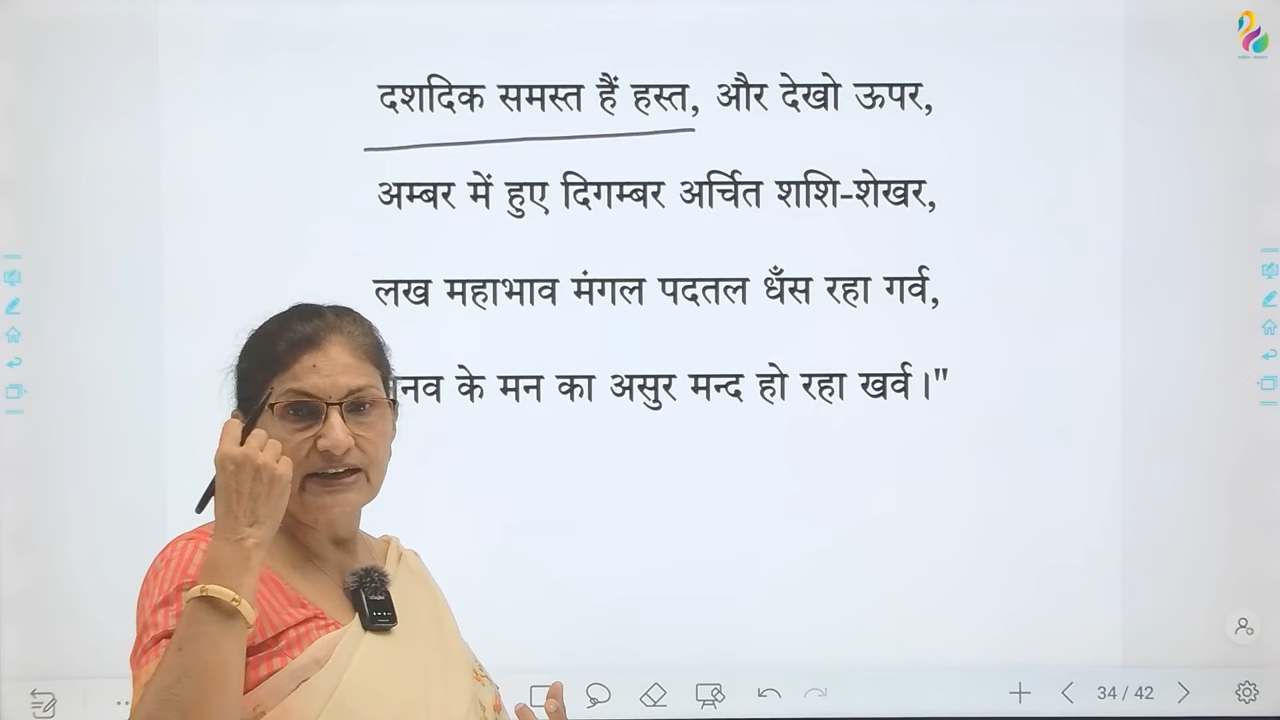 दशदिक समस्त हैं हस्त, और देखो ऊपर,
अम्बर में हुए दिगम्बर अर्चित शशि-शेखर,
लख महाभाव मंगल पदतल धँस रहा गर्व,
के मन का असुर मन्द हो रहा खर्व।"
34 / 42